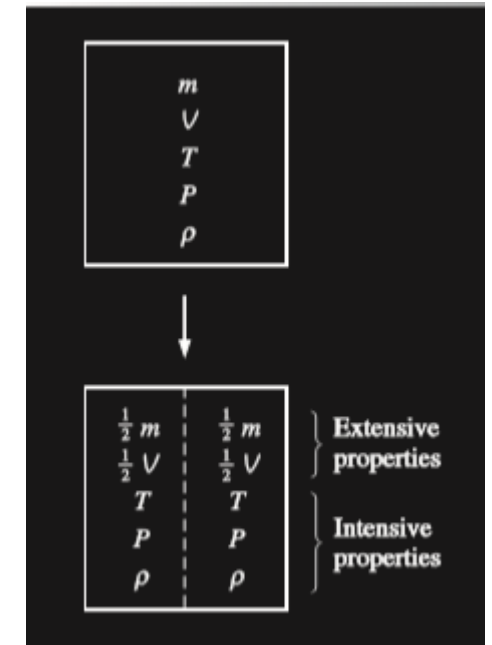 m
V
T
P
ρ
½ m ½ m
½ V ½ V
T T
P P
ρ ρ
Extensive
properties
Intensive
properties